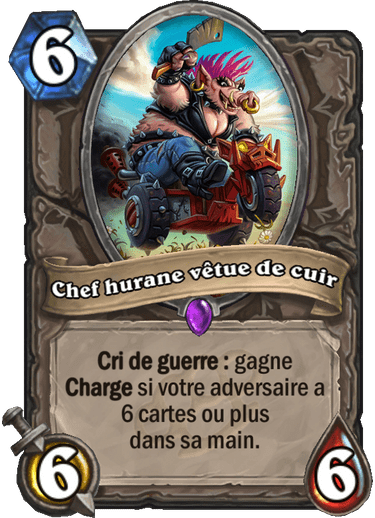 6
Chef hurane vêtue de cuir
Cri de guerre : gagne
Charge si votre adversaire a
6 cartes ou plus
dans sa main.
6
6